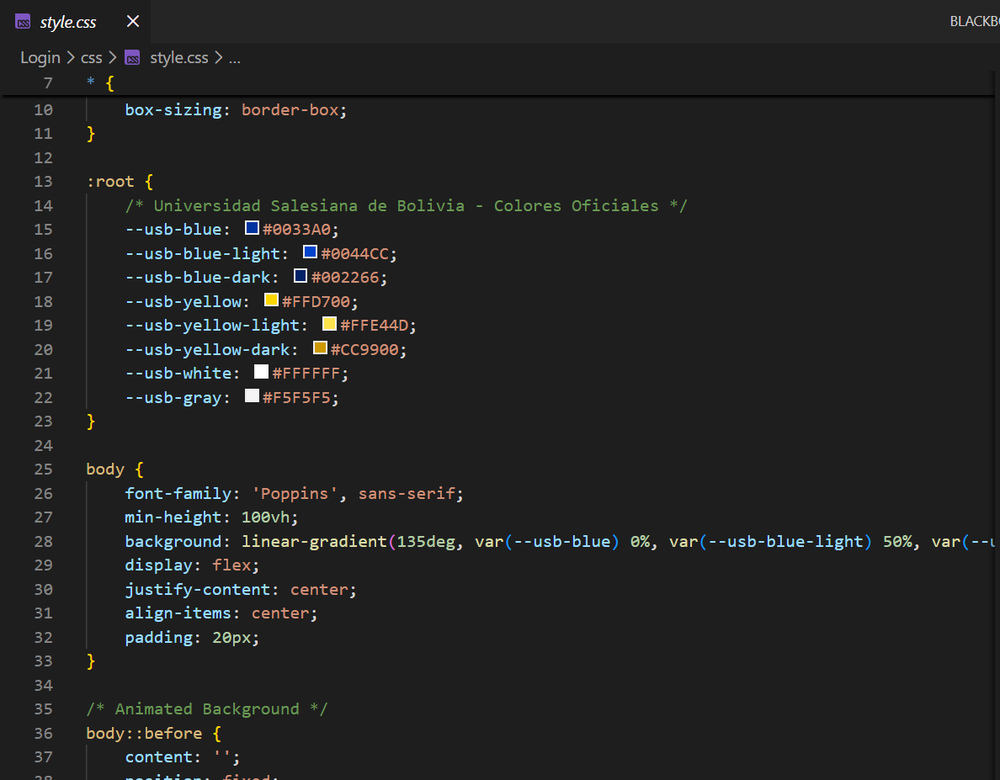 style.css
BLACKB
Login > css > style.css > ...
7 * {
10 box-sizing: border-box;
11 }
12
13 :root {
14 /* Universidad Salesiana de Bolivia - Colores Oficiales */
15 --usb-blue: #0033A0;
16 --usb-blue-light: #0044CC;
17 --usb-blue-dark: #002266;
18 --usb-yellow: #FFD700;
19 --usb-yellow-light: #FFE44D;
20 --usb-yellow-dark: #CC9900;
21 --usb-white: #FFFFFF;
22 --usb-gray: #F5F5F5;
23 }
24
25 body {
26 font-family: 'Poppins', sans-serif;
27 min-height: 100vh;
28 background: linear-gradient(135deg, var(--usb-blue) 0%, var(--usb-blue-light) 50%, var(--u
29 display: flex;
30 justify-content: center;
31 align-items: center;
32 padding: 20px;
33 }
34
35 /* Animated Background */
36 body::before {
37 content: '';
38 position: fixed;